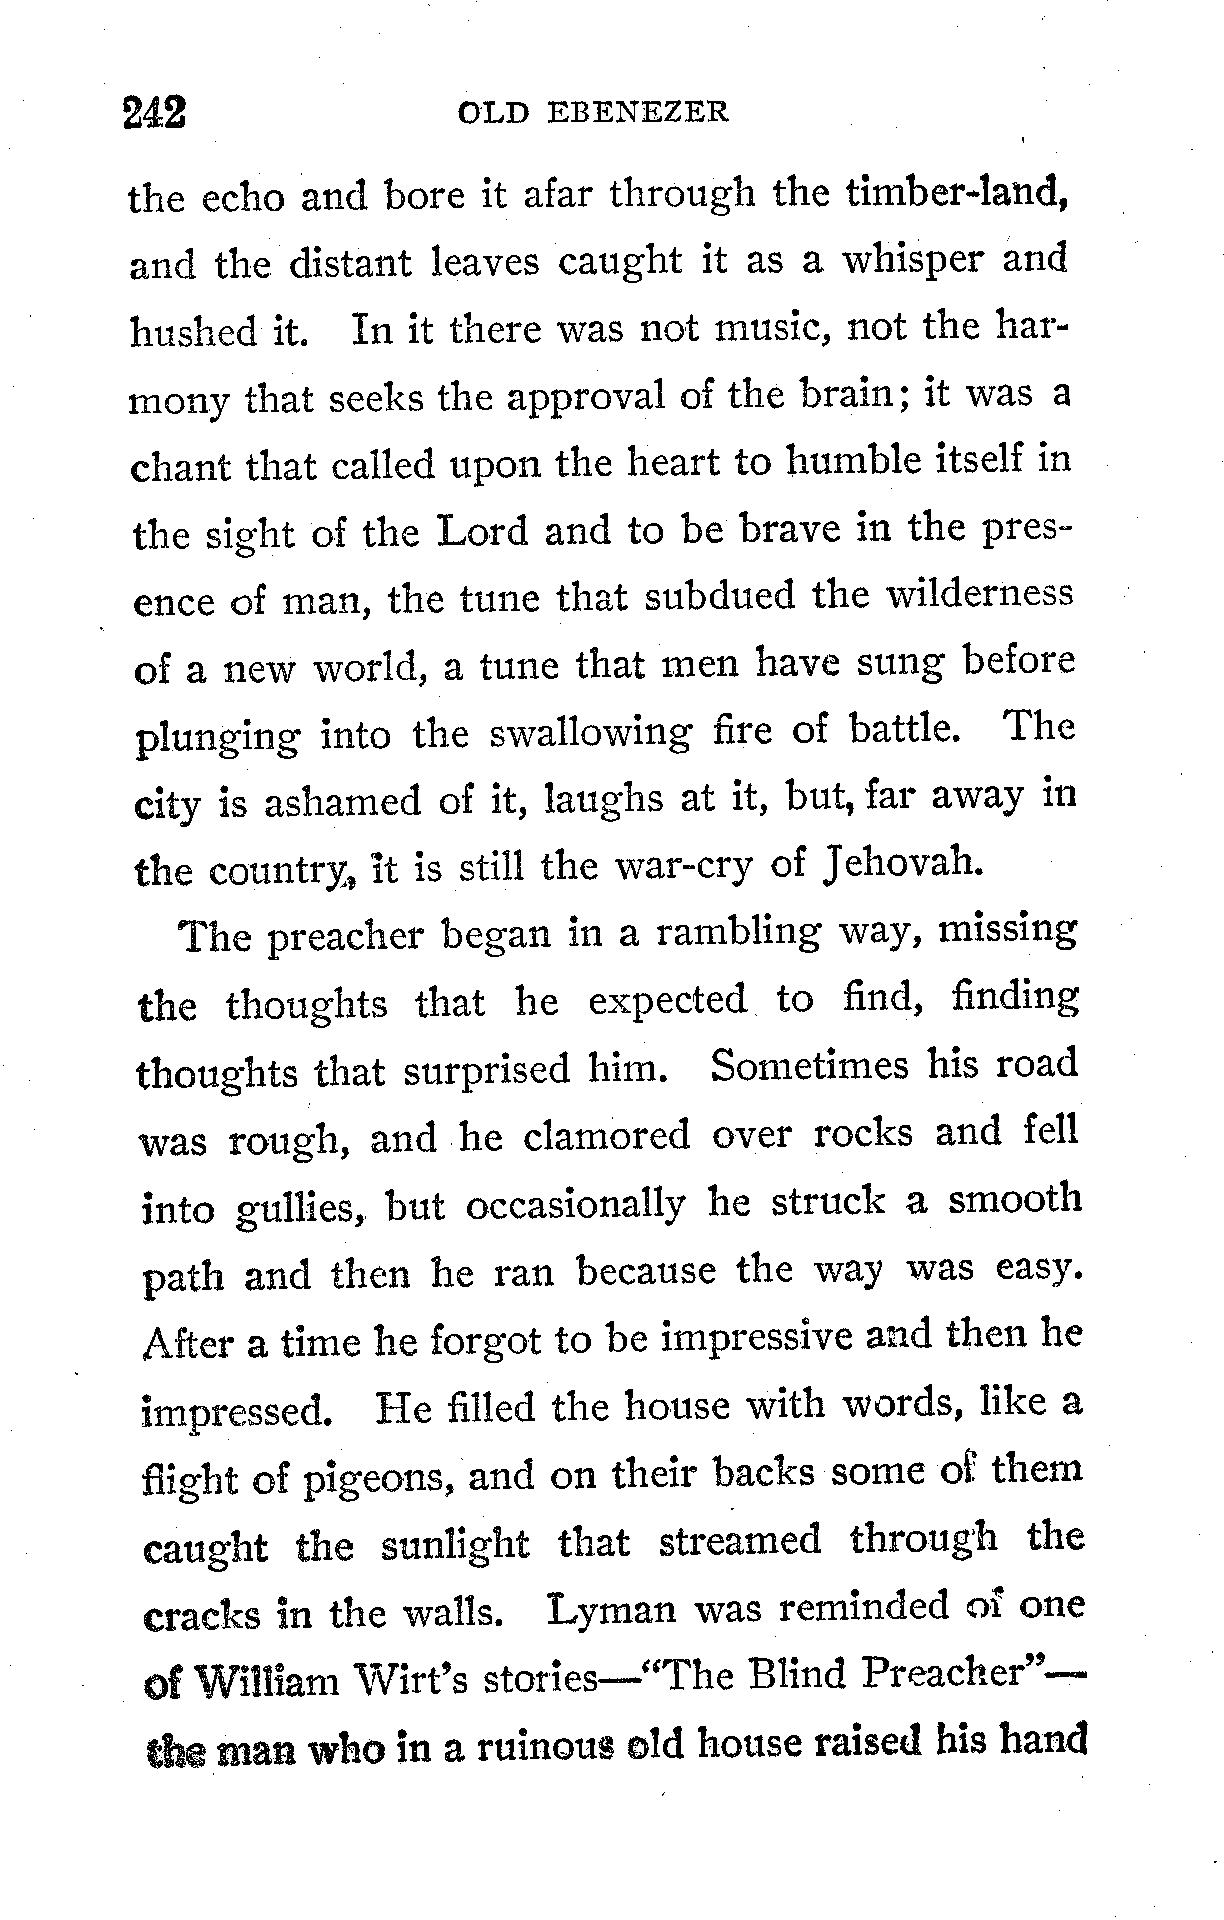 242 OLD EBENEZER
the echo and bore it afar through the timber-land,
and the distant leaves caught it as a whisper and
hushed it. In it there was not music, not the har-
mony that seeks the approval of the brain; it was a
chant that called upon the heart to humble itself in
the sight of the Lord and to be brave in the pres-
ence of man, the tune that subdued the wilderness
of a new world, a tune that men have sung before
plunging into the swallowing fire of battle. The
city is ashamed of it, laughs at it, but, far away in
the country, it is still the war-cry of Jehovah.
The preacher began in a rambling way, missing
the thoughts that he expected to find, finding
thoughts that surprised him. Sometimes his road
was rough, and he clamored over rocks and fell
into gullies, but occasionally he struck a smooth
path and then he ran because the way was easy.
After a time he forgot to be impressive and then he
impressed. He filled the house with words, like a
flight of pigeons, and on their backs some of them
caught the sunlight that streamed through the
cracks in the walls. Lyman was reminded of one
of William Wirt's stories—"The Blind Preacher"—
the man who in a ruinous old house raised his hand